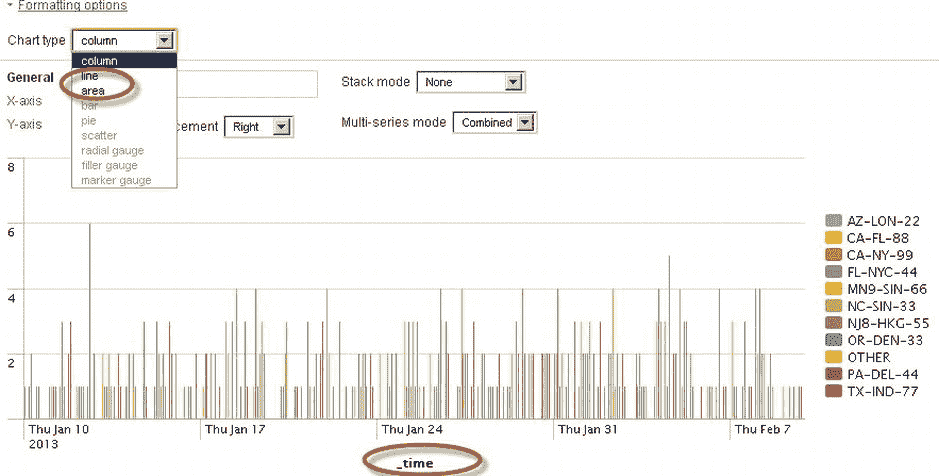 Formatting options
Chart type column
column
line
area
bar
pie
scatter
radial gauge
filler gauge
marker gauge
General
X-axis
Y-axis
cement Right
Stack mode None
Multi-series mode Combined
8
6
4
2
Thu Jan 10
2013
Thu Jan 17
Thu Jan 24
Thu Jan 31
Thu Feb 7
_time
AZ-LON-22
CA-FL-88
CA-NY-99
FL-NYC-44
MN9-SIN-66
NC-SIN-33
NJ8-HKG-55
OR-DEN-33
OTHER
PA-DEL-44
TX-IND-77